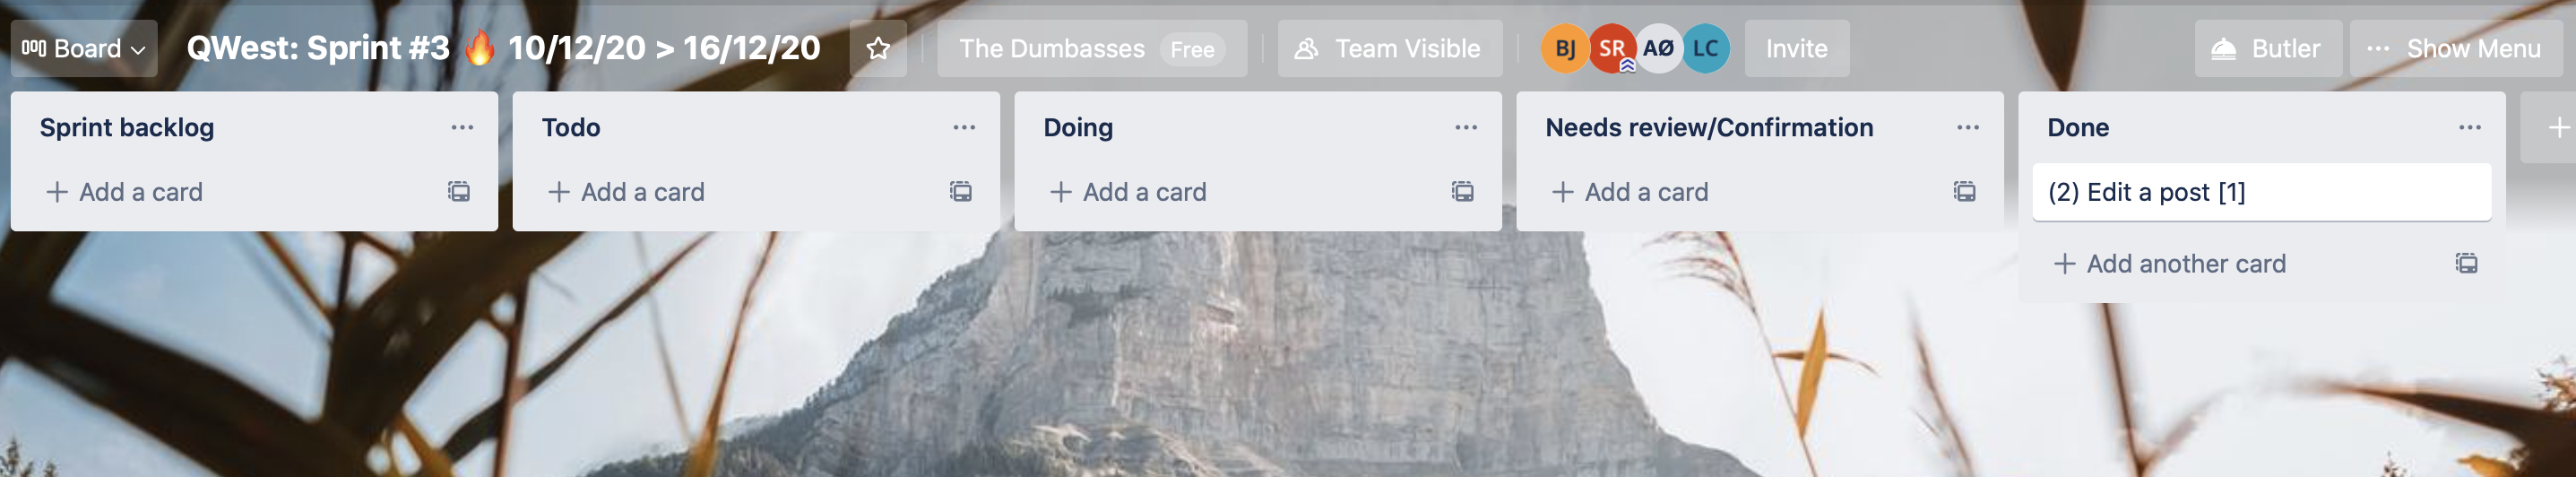 Board QWest: Sprint #3 🔥 10/12/20 > 16/12/20 The Dumbasses Free Team Visible BJ SR AØ LC Invite Butler ... Show Menu
Sprint backlog ...
+ Add a card
Todo ...
+ Add a card
Doing ...
+ Add a card
Needs review/Confirmation ...
+ Add a card
Done ...
(2) Edit a post [1]
+ Add another card
+